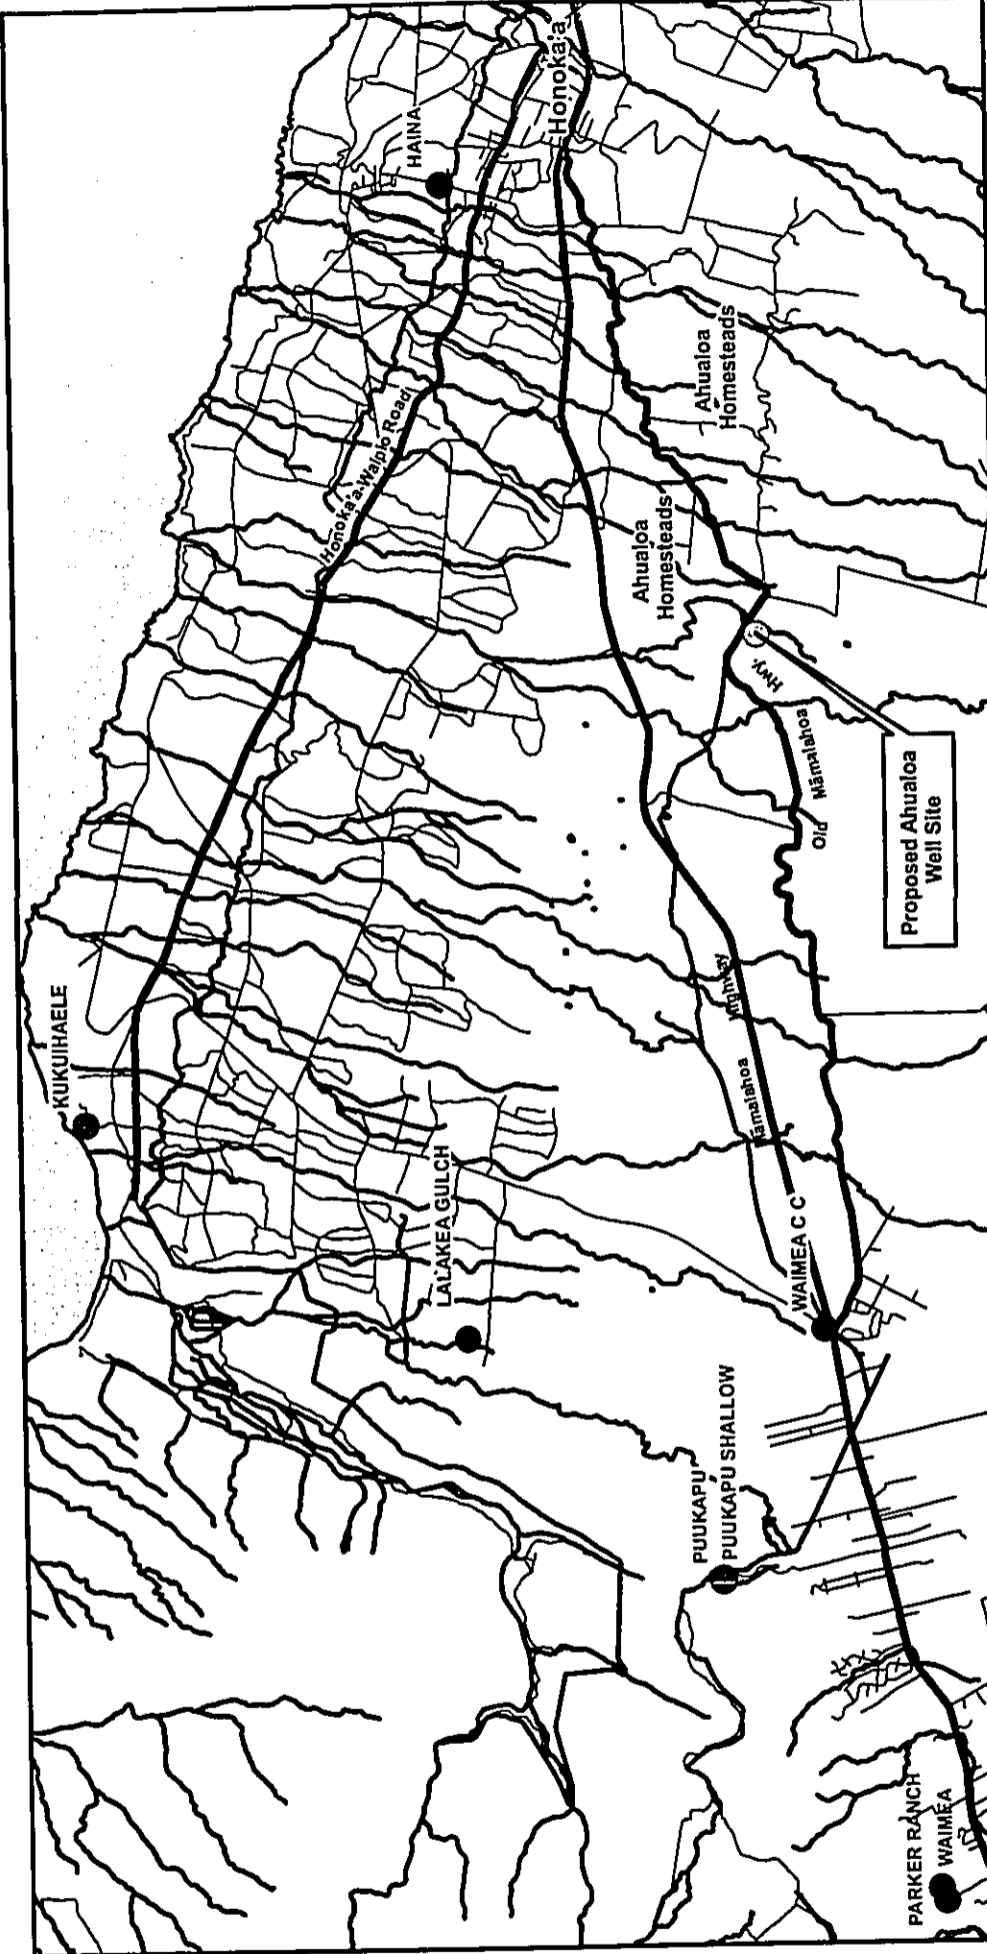 KUKUIHAELE
HAINA
Honoka'a
Honoka'a-Waipio Road
Ahualoa
Homesteads
Ahualoa
Homesteads
LALAKEA GULCH
Māmalahoa Highway
Old Māmalahoa Hwy.
Proposed Ahualoa
Well Site
WAIMEA C C
PUUKAPU
PUUKAPU SHALLOW
PARKER RANCH
WAIMEA